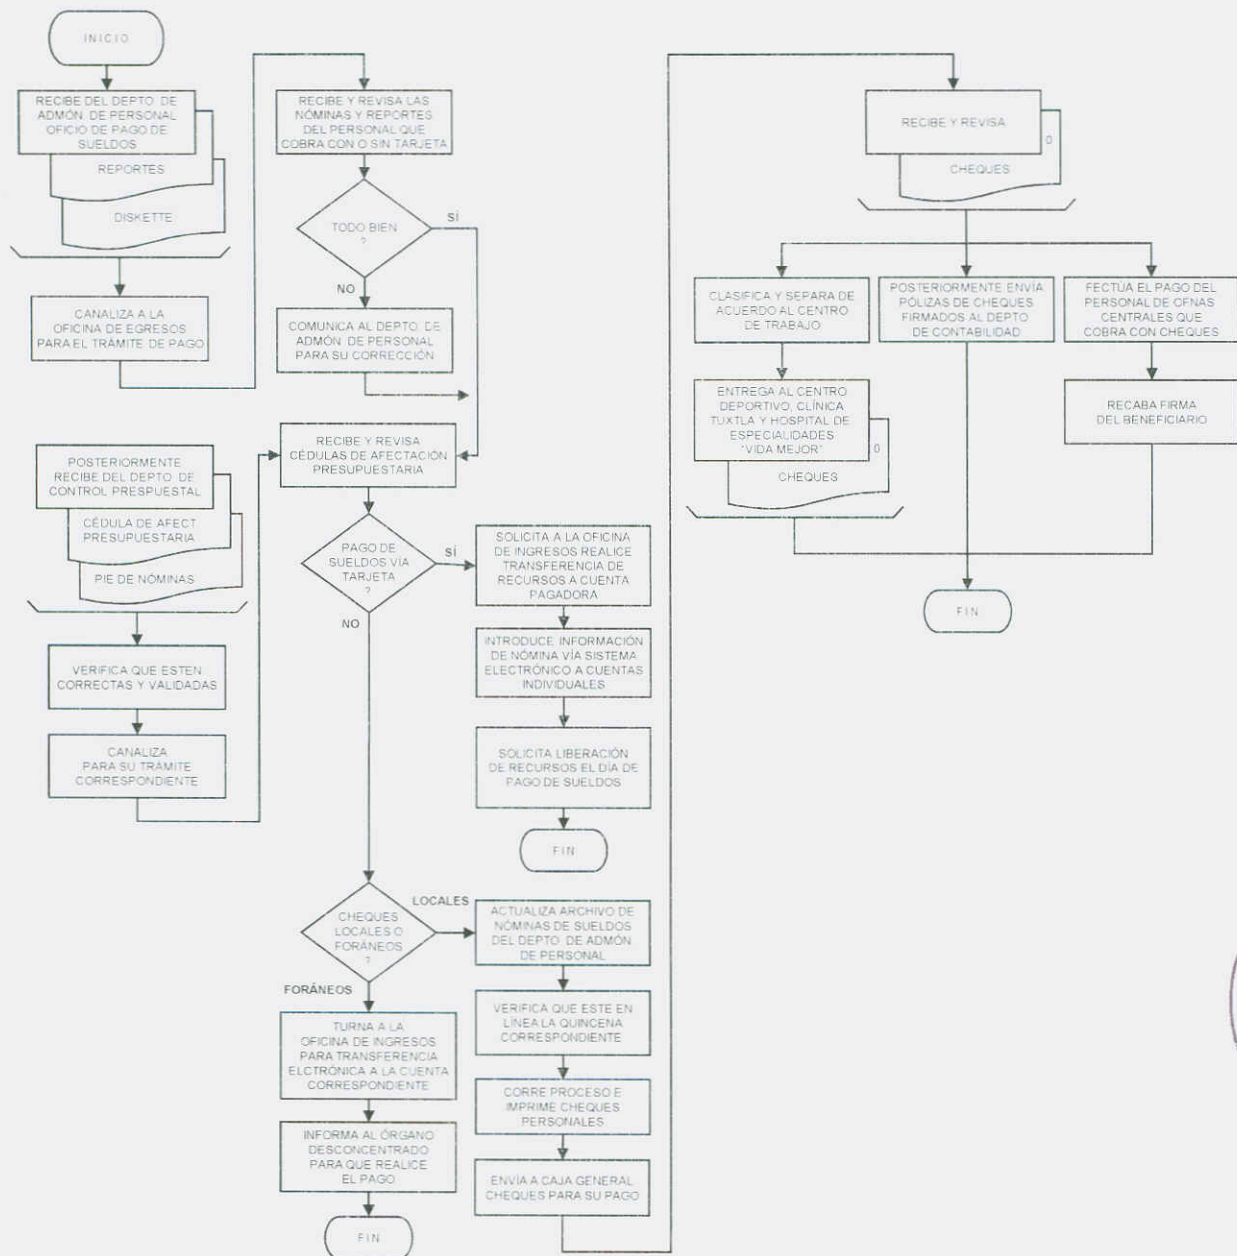 INICIO
RECIBE DEL DEPTO. DE
ADMÓN. DE PERSONAL
OFICIO DE PAGO DE
SUELDOS
REPORTES
DISKETTE
CANALIZA A LA
OFICINA DE EGRESOS
PARA EL TRÁMITE DE PAGO
POSTERIORMENTE
RECIBE DEL DEPTO. DE
CONTROL PRESPUESTAL
CÉDULA DE AFECT
PRESUPUESTARIA
PIE DE NÓMINAS
VERIFICA QUE ESTEN
CORRECTAS Y VALIDADAS
CANALIZA
PARA SU TRÁMITE
CORRESPONDIENTE
RECIBE Y REVISA LAS
NÓMINAS Y REPORTES
DEL PERSONAL QUE
COBRA CON O SIN TARJETA
TODO BIEN
?
SÍ
NO
COMUNICA AL DEPTO. DE
ADMÓN. DE PERSONAL
PARA SU CORRECCIÓN
RECIBE Y REVISA
CÉDULAS DE AFECTACIÓN
PRESUPUESTARIA
PAGO DE
SUELDOS VÍA
TARJETA
?
SÍ
NO
SOLICITA A LA OFICINA
DE INGRESOS REALICE
TRANSFERENCIA DE
RECURSOS A CUENTA
PAGADORA
INTRODUCE INFORMACIÓN
DE NÓMINA VÍA SISTEMA
ELECTRÓNICO A CUENTAS
INDIVIDUALES
SOLICITA LIBERACIÓN
DE RECURSOS EL DÍA DE
PAGO DE SUELDOS
FIN
CHEQUES
LOCALES O
FORÁNEOS
?
LOCALES
FORÁNEOS
TURNA A LA
OFICINA DE INGRESOS
PARA TRANSFERENCIA
ELCTRÓNICA A LA CUENTA
CORRESPONDIENTE
INFORMA AL ÓRGANO
DESCONCENTRADO
PARA QUE REALICE
EL PAGO
FIN
ACTUALIZA ARCHIVO DE
NÓMINAS DE SUELDOS
DEL DEPTO. DE ADMÓN
DE PERSONAL
VERIFICA QUE ESTE EN
LÍNEA LA QUINCENA
CORRESPONDIENTE
CORRE PROCESO E
IMPRIME CHEQUES
PERSONALES
ENVÍA A CAJA GENERAL
CHEQUES PARA SU PAGO
RECIBE Y REVISA
0
CHEQUES
CLASIFICA Y SEPARA DE
ACUERDO AL CENTRO
DE TRABAJO
ENTREGA AL CENTRO
DEPORTIVO, CLÍNICA
TUXTLA Y HOSPITAL DE
ESPECIALIDADES
"VIDA MEJOR"
0
CHEQUES
POSTERIORMENTE ENVÍA
PÓLIZAS DE CHEQUES
FIRMADOS AL DEPTO
DE CONTABILIDAD
FECTÚA EL PAGO DEL
PERSONAL DE OFNAS
CENTRALES QUE
COBRA CON CHEQUES
RECABA FIRMA
DEL BENEFICIARIO
FIN